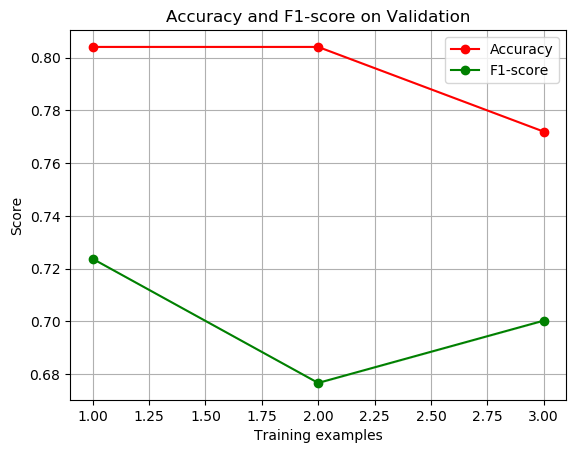 Accuracy and F1-score on Validation
Accuracy
F1-score
Score
0.80
0.78
0.76
0.74
0.72
0.70
0.68
1.00 1.25 1.50 1.75 2.00 2.25 2.50 2.75 3.00
Training examples